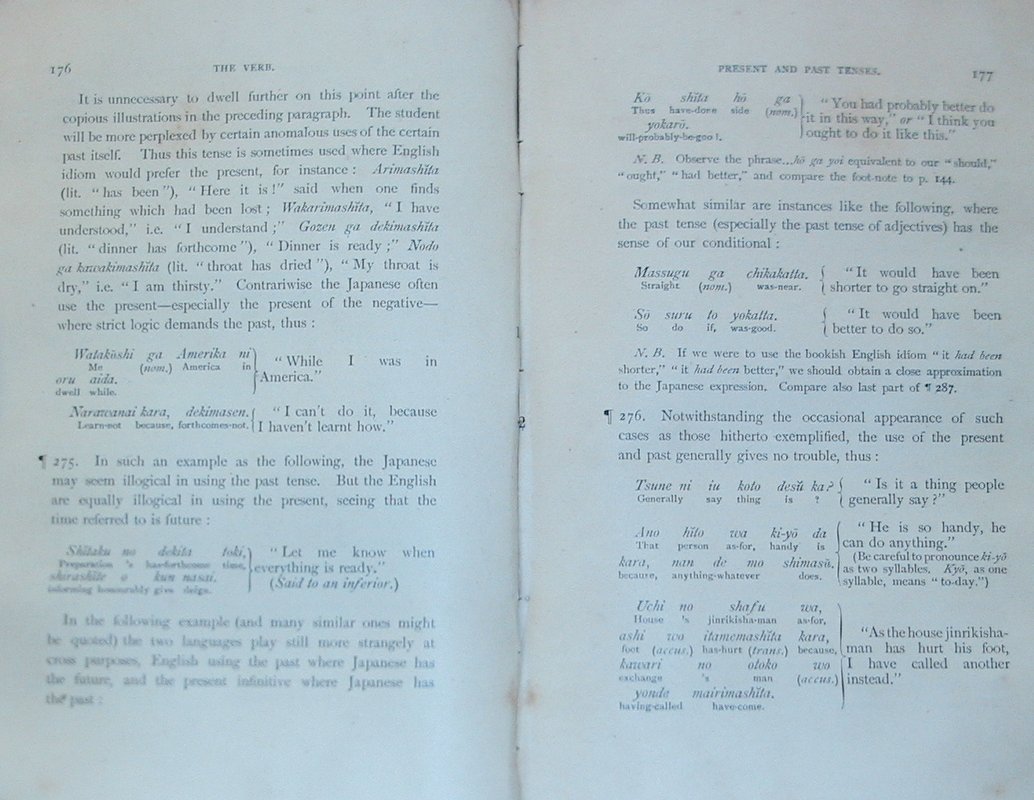 176
THE VERB.
It is unnecessary to dwell further on this point after the
copious illustrations in the preceding paragraph. The student
will be more perplexed by certain anomalous uses of the certain
past itself. Thus this tense is sometimes used where English
idiom would prefer the present, for instance : Arimashĭta
(lit. “has been”), “Here it is!” said when one finds
something which had been lost ; Wakarimashĭta, “I have
understood,” i.e. “I understand ;” Gozen ga dekimashĭta
(lit. “dinner has forthcome”), “Dinner is ready ;” Nodo
ga kawakimashĭta (lit. “throat has dried”), “My throat is
dry,” i.e. “I am thirsty.” Contrariwise the Japanese often
use the present—especially the present of the negative—
where strict logic demands the past, thus :
Watakŭshi ga Amerika ni
Me (nom.) America in
oru aida.
dwell while.
“While I was in
America.”
Narawanai kara, dekimasen.
Learn-not because, forthcomes-not.
“I can't do it, because
I haven't learnt how.”
¶ 275. In such an example as the following, the Japanese
may seem illogical in using the past tense. But the English
are equally illogical in using the present, seeing that the
time referred to is future :
Shĭtaku no dekita toki,
Preparation 's has-forthcome time,
shirashite o kun nasai.
informing honourably give deign.
“Let me know when
everything is ready.”
(Said to an inferior.)
In the following example (and many similar ones might
be quoted) the two languages play still more strangely at
cross purposes, English using the past where Japanese has
the future, and the present infinitive where Japanese has
the past :
PRESENT AND PAST TENSES.
177
Kō shĭta hō ga
Thus have-done side (nom.)
yokarō.
will-probably-be-good.
“You had probably better do
it in this way,” or “I think you
ought to do it like this.”
N. B. Observe the phrase...hō ga yoi equivalent to our “should,”
“ought,” “had better,” and compare the foot-note to p. 144.
Somewhat similar are instances like the following, where
the past tense (especially the past tense of adjectives) has the
sense of our conditional :
Massugu ga chĭkakatta.
Straight (nom.) was-near.
“It would have been
shorter to go straight on.”
Sō suru to yokatta.
So do if, was-good.
“It would have been
better to do so.”
N. B. If we were to use the bookish English idiom “it had been
shorter,” “it had been better,” we should obtain a close approximation
to the Japanese expression. Compare also last part of ¶ 287.
¶ 276. Notwithstanding the occasional appearance of such
cases as those hitherto exemplified, the use of the present
and past generally gives no trouble, thus :
Tsune ni iu koto desŭ ka?
Generally say thing is ?
“Is it a thing people
generally say?”
Ano hĭto wa ki-yō da
That person as-for, handy is
kara, nan de mo shimasŭ.
because, anything-whatever does.
“He is so handy, he
can do anything.”
(Be careful to pronounce ki-yō
as two syllables. Kyō, as one
syllable, means “to-day.”)
Uchi no shafu wa,
House 's jinrikisha-man as-for,
ashi wo itamemashĭta kara,
foot (accus.) has-hurt (trans.) because,
kawari no otoko wo
exchange 's man (accus.)
yonde mairimashĭta.
having-called have-come.
“As the house jinrikisha-
man has hurt his foot,
I have called another
instead.”